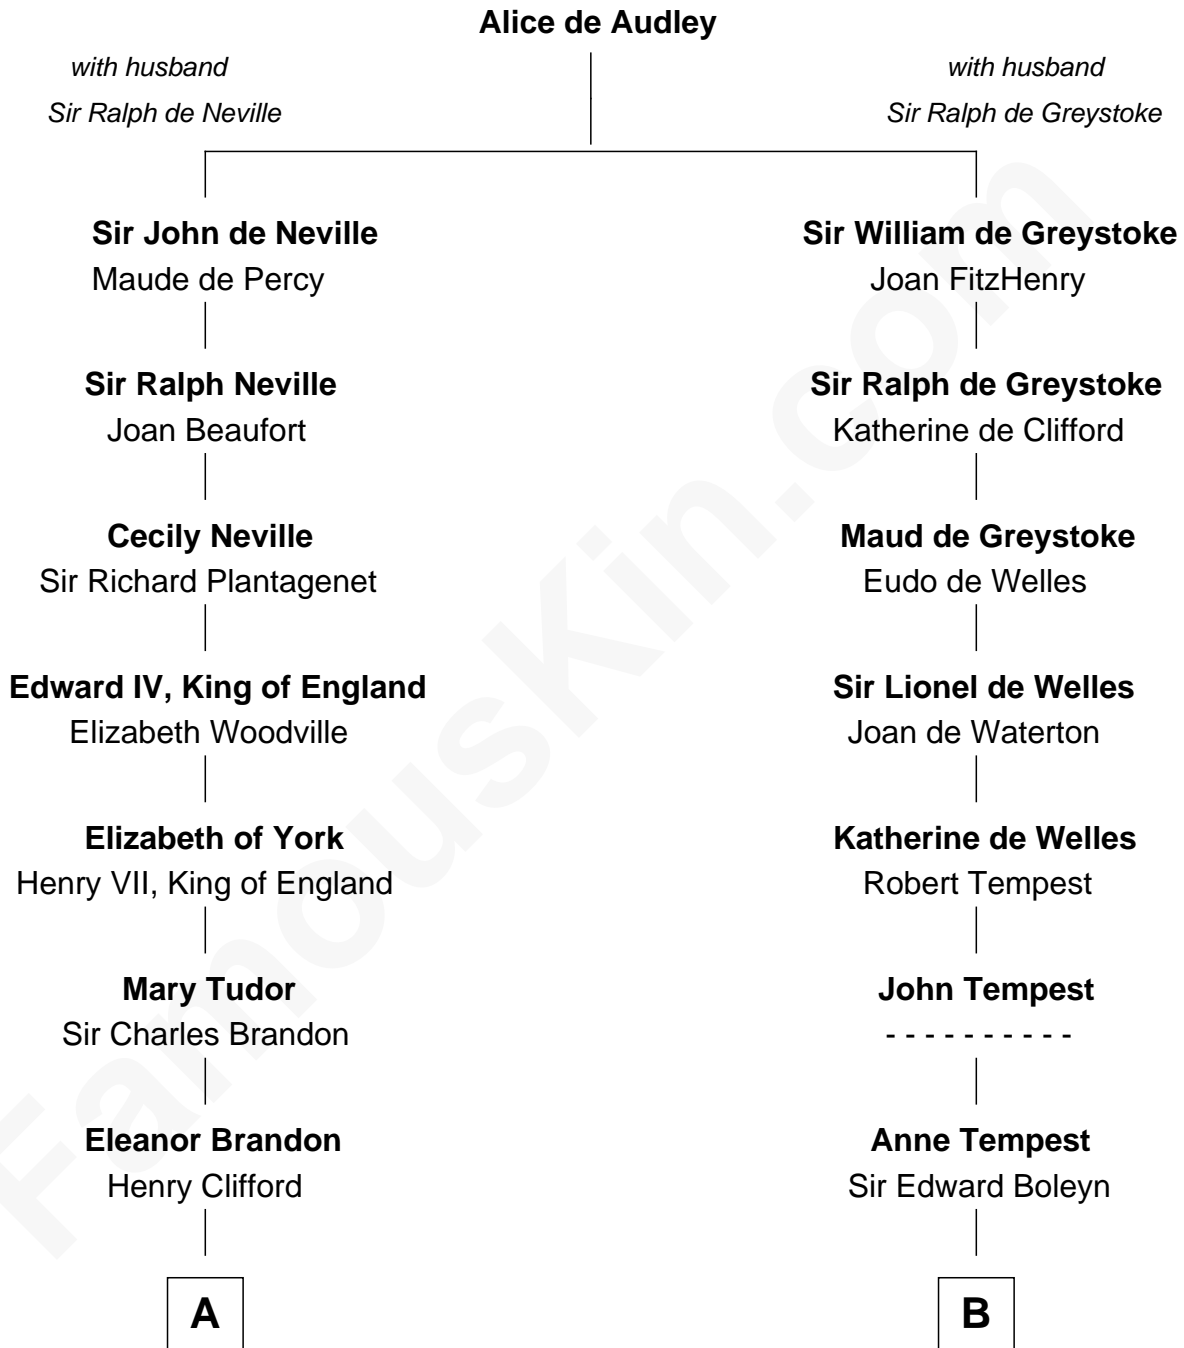 Alice de Audley
with husband
Sir Ralph de Neville
with husband
Sir Ralph de Greystoke
Sir John de Neville
Maude de Percy
Sir William de Greystoke
Joan FitzHenry
Sir Ralph Neville
Joan Beaufort
Sir Ralph de Greystoke
Katherine de Clifford
Cecily Neville
Sir Richard Plantagenet
Maud de Greystoke
Eudo de Welles
Edward IV, King of England
Elizabeth Woodville
Sir Lionel de Welles
Joan de Waterton
Elizabeth of York
Henry VII, King of England
Katherine de Welles
Robert Tempest
Mary Tudor
Sir Charles Brandon
John Tempest
- - - - - - - - - -
Eleanor Brandon
Henry Clifford
Anne Tempest
Sir Edward Boleyn
A
B
FamousKin.com